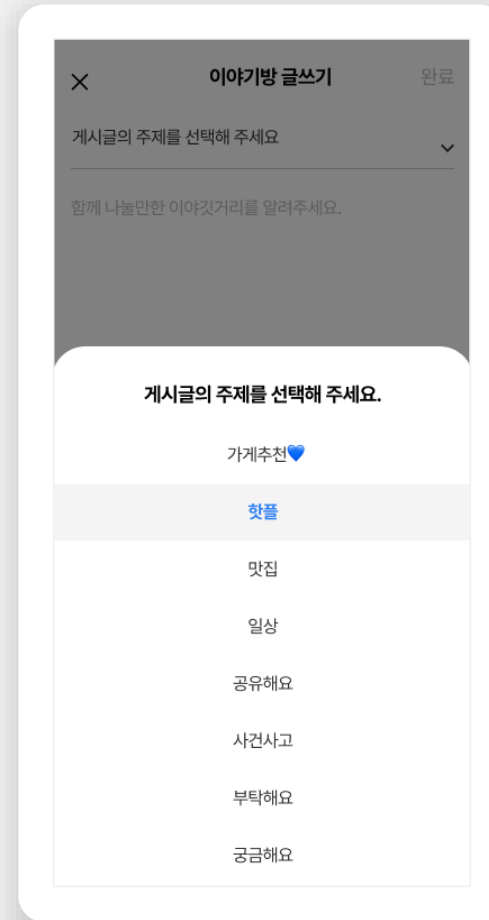 이야기방 글쓰기
완료
게시글의 주제를 선택해 주세요
함께 나눌만한 이야깃거리를 알려주세요.
게시글의 주제를 선택해 주세요.
가게추천💙
핫플
맛집
일상
공유해요
사건사고
부탁해요
궁금해요